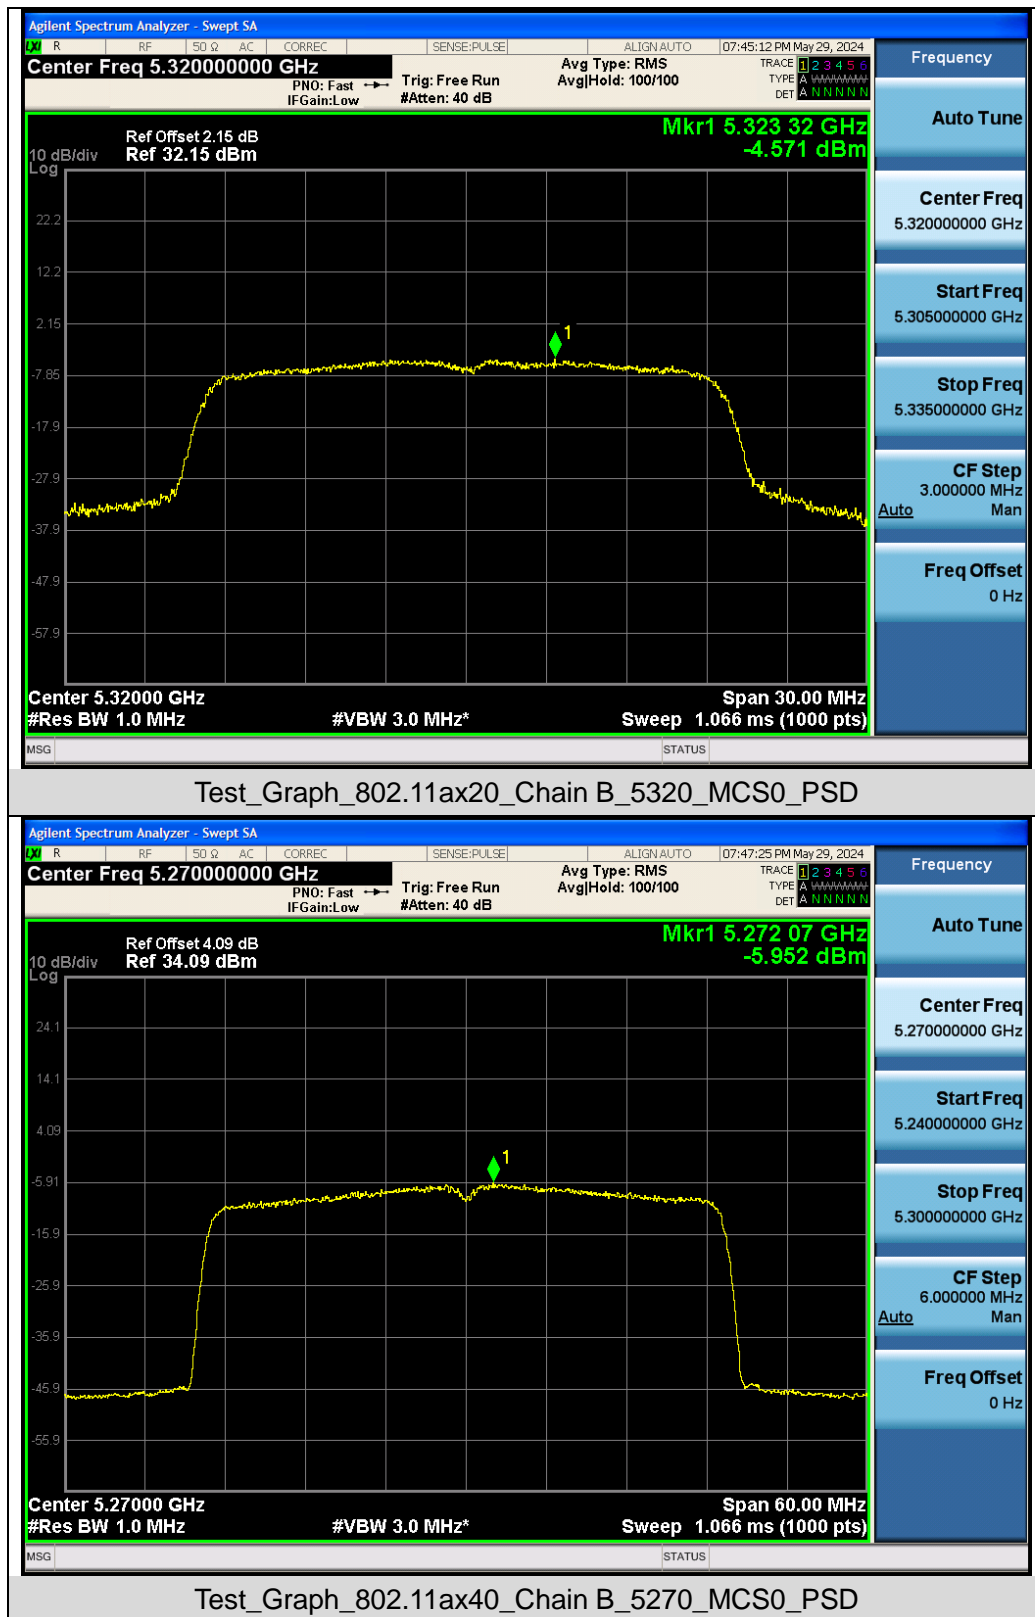 Agilent Spectrum Analyzer - Swept SA
LXI R RF 50 Ω AC CORREC SENSE:PULSE ALIGN AUTO 07:45:12 PM May 29, 2024
Center Freq 5.320000000 GHz
PNO: Fast
IFGain:Low
Trig: Free Run
#Atten: 40 dB
Avg Type: RMS
Avg|Hold: 100/100
TRACE 1 2 3 4 5 6
TYPE A WWWWW
DET A N N N N N
Frequency
Auto Tune
Center Freq
5.320000000 GHz
Start Freq
5.305000000 GHz
Stop Freq
5.335000000 GHz
CF Step
3.000000 MHz
Auto Man
Freq Offset
0 Hz
Mkr1 5.323 32 GHz
-4.571 dBm
Ref Offset 2.15 dB
10 dB/div Ref 32.15 dBm
Log
22.2
12.2
2.15
1
-7.85
-17.9
-27.9
-37.9
-47.9
-57.9
Center 5.32000 GHz Span 30.00 MHz
#Res BW 1.0 MHz #VBW 3.0 MHz* Sweep 1.066 ms (1000 pts)
MSG STATUS
Test_Graph_802.11ax20_Chain B_5320_MCS0_PSD
Agilent Spectrum Analyzer - Swept SA
LXI R RF 50 Ω AC CORREC SENSE:PULSE ALIGN AUTO 07:47:25 PM May 29, 2024
Center Freq 5.270000000 GHz
PNO: Fast
IFGain:Low
Trig: Free Run
#Atten: 40 dB
Avg Type: RMS
Avg|Hold: 100/100
TRACE 1 2 3 4 5 6
TYPE A WWWWW
DET A N N N N N
Frequency
Auto Tune
Center Freq
5.270000000 GHz
Start Freq
5.240000000 GHz
Stop Freq
5.300000000 GHz
CF Step
6.000000 MHz
Auto Man
Freq Offset
0 Hz
Mkr1 5.272 07 GHz
-5.952 dBm
Ref Offset 4.09 dB
10 dB/div Ref 34.09 dBm
Log
24.1
14.1
4.09
1
-5.91
-15.9
-25.9
-35.9
-45.9
-55.9
Center 5.27000 GHz Span 60.00 MHz
#Res BW 1.0 MHz #VBW 3.0 MHz* Sweep 1.066 ms (1000 pts)
MSG STATUS
Test_Graph_802.11ax40_Chain B_5270_MCS0_PSD